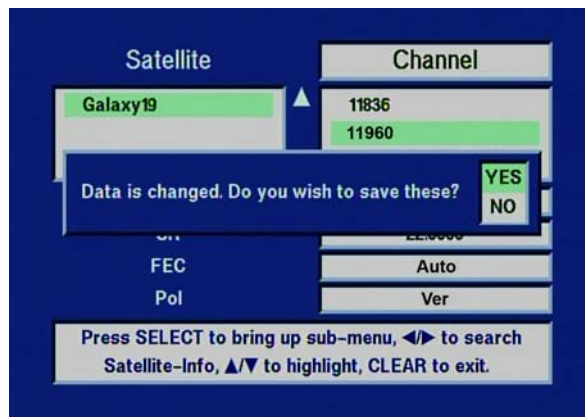 Satellite
Channel
Galaxy19
11836
11960
Data is changed. Do you wish to save these?
YES
NO
FEC
Auto
Pol
Ver
Press SELECT to bring up sub-menu, ◀/▶ to search
Satellite-Info, ▲/▼ to highlight, CLEAR to exit.